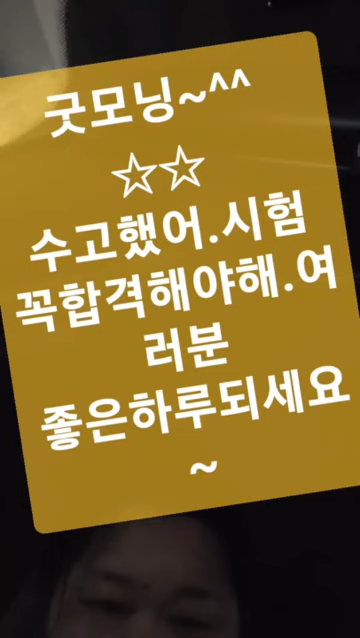 굿모닝~^^
☆☆
수고했어.시험
꼭합격해야해.여
러분
좋은하루되세요
~